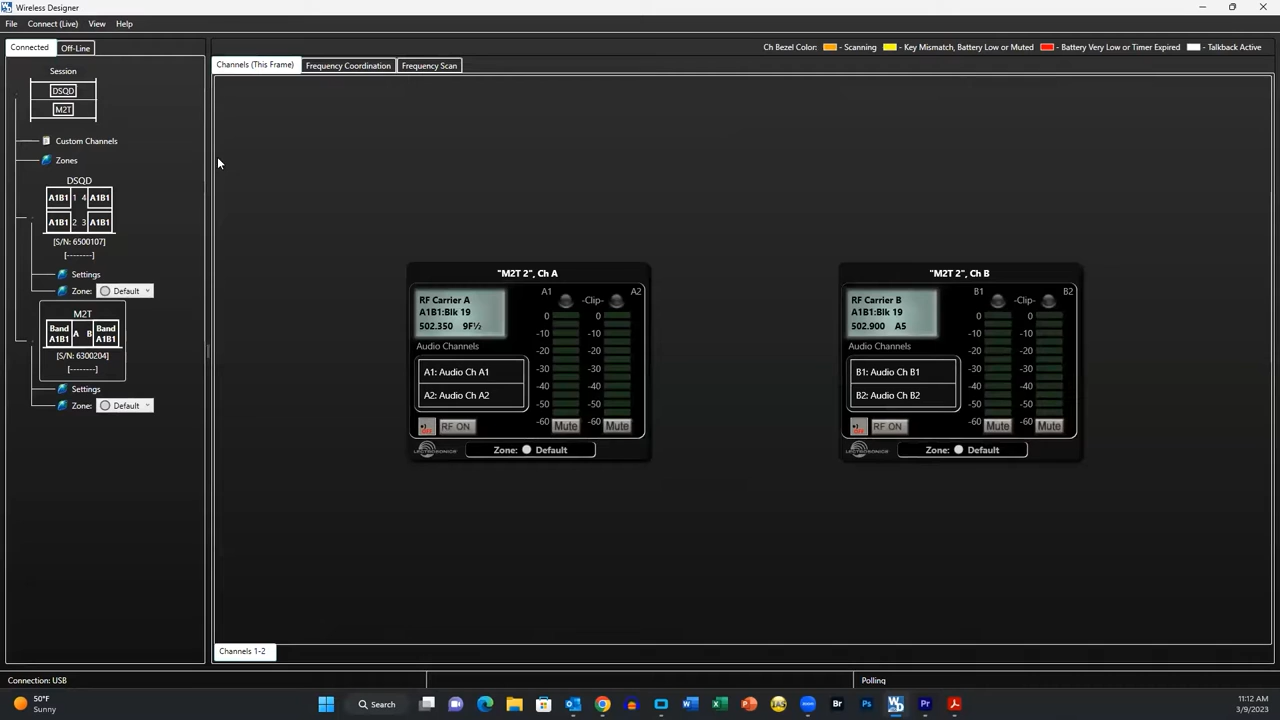 Wireless Designer
File Connect (Live) View Help
Connected Off-Line
Ch Bezel Color: - Scanning - Key Mismatch, Battery Low or Muted - Battery Very Low or Timer Expired - Talkback Active
Channels (This Frame) Frequency Coordination Frequency Scan
Session
DSQD
M2T
Custom Channels
Zones
DSQD
A1B1 1 4 A1B1
A1B1 2 3 A1B1
[S/N: 6500107]
[--------]
Settings
Zone: Default
M2T
Band A B Band
A1B1 A1B1
[S/N: 6300204]
[--------]
Settings
Zone: Default
"M2T 2", Ch A
RF Carrier A
A1B1:Blk 19
502.350 9F½
A1 -Clip- A2
0 0
-10 -10
-20 -20
-30 -30
-40 -40
-50 -50
-60 -60
Audio Channels
A1: Audio Ch A1
A2: Audio Ch A2
RF ON Mute Mute
LECTROSONICS
Zone: Default
"M2T 2", Ch B
RF Carrier B
A1B1:Blk 19
502.900 A5
B1 -Clip- B2
0 0
-10 -10
-20 -20
-30 -30
-40 -40
-50 -50
-60 -60
Audio Channels
B1: Audio Ch B1
B2: Audio Ch B2
RF ON Mute Mute
LECTROSONICS
Zone: Default
Channels 1-2
Connection: USB Polling
50°F
Sunny
Search
11:12 AM
3/9/2023